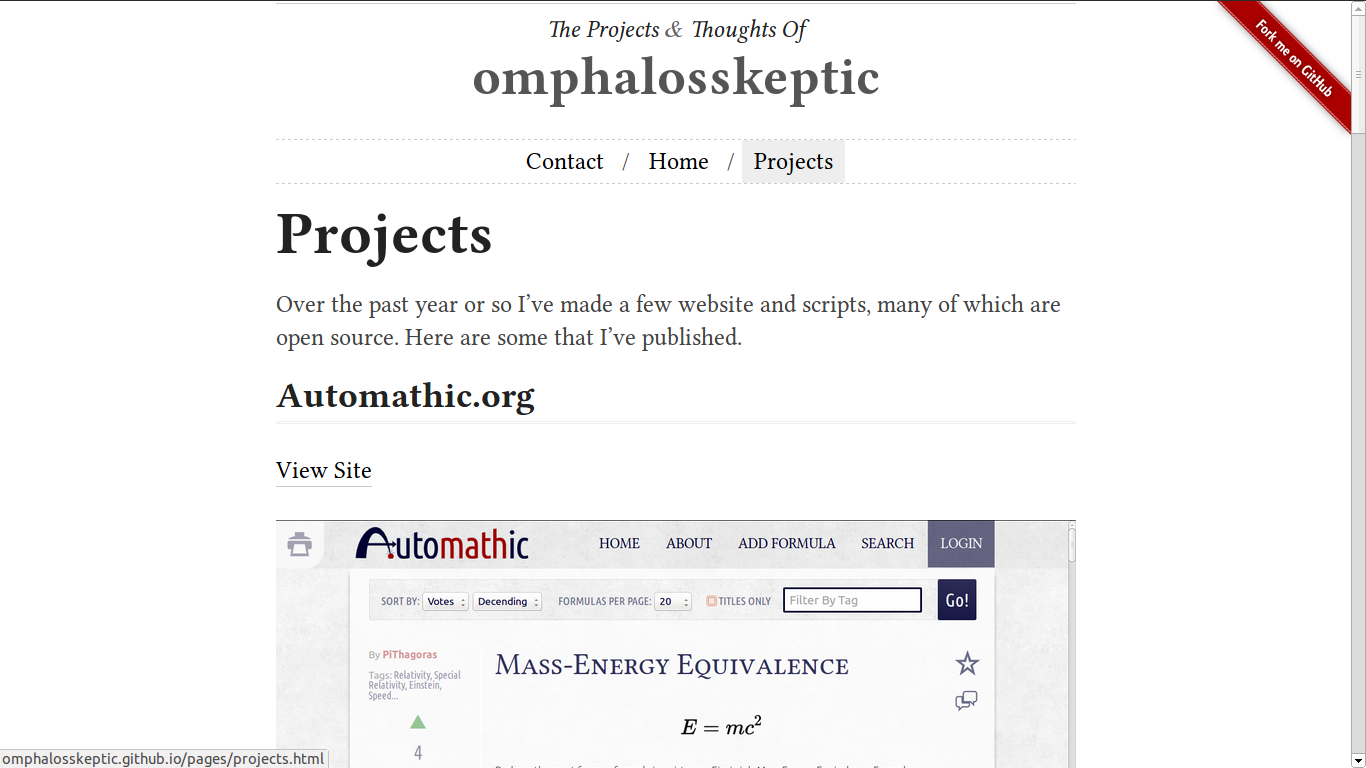 The Projects & Thoughts Of
omphalosskeptic
Fork me on GitHub
Contact / Home / Projects
Projects
Over the past year or so I’ve made a few website and scripts, many of which are
open source. Here are some that I’ve published.
Automathic.org
View Site
Automathic HOME ABOUT ADD FORMULA SEARCH LOGIN
SORT BY: Votes Decending FORMULAS PER PAGE: 20 TITLES ONLY Filter By Tag Go!
By PiThagoras
Tags: Relativity, Special
Relativity, Einstein,
Speed...
4
Mass-Energy Equivalence
E = mc²
omphalosskeptic.github.io/pages/projects.html